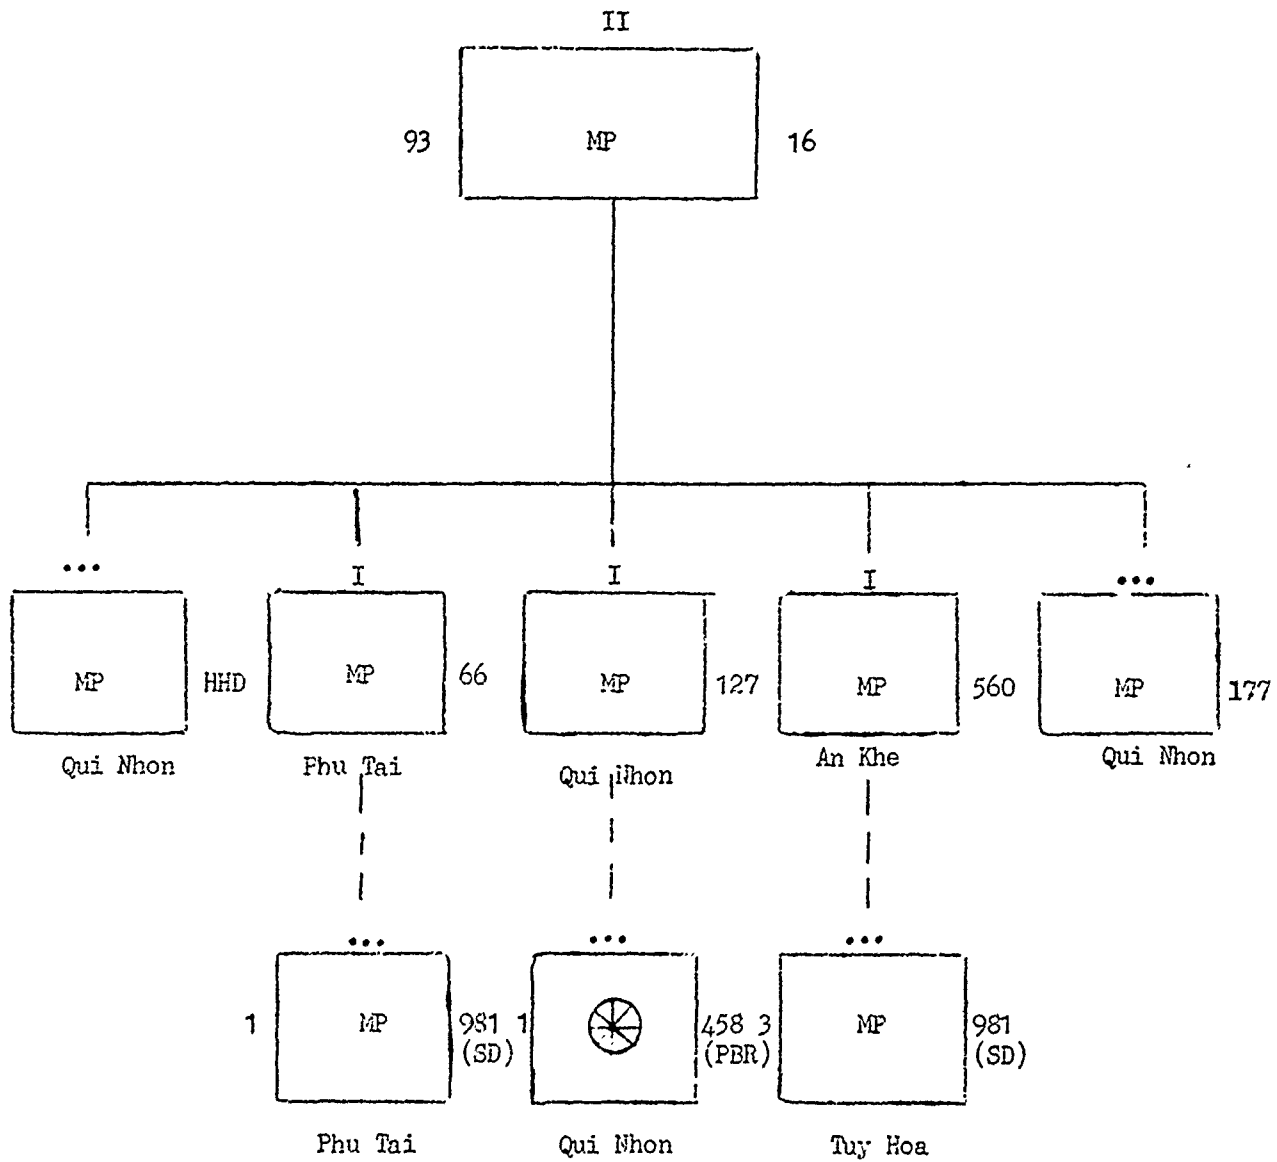 II
93 MP 16
... I I I ...
MP HHD MP 66 MP 127 MP 560 MP 177
Qui Nhon Phu Tai Qui Nhon An Khe Qui Nhon
... ... ...
1 MP 981 (SD) 1 458 (PBR) 3 MP 981 (SD)
Phu Tai Qui Nhon Tuy Hoa